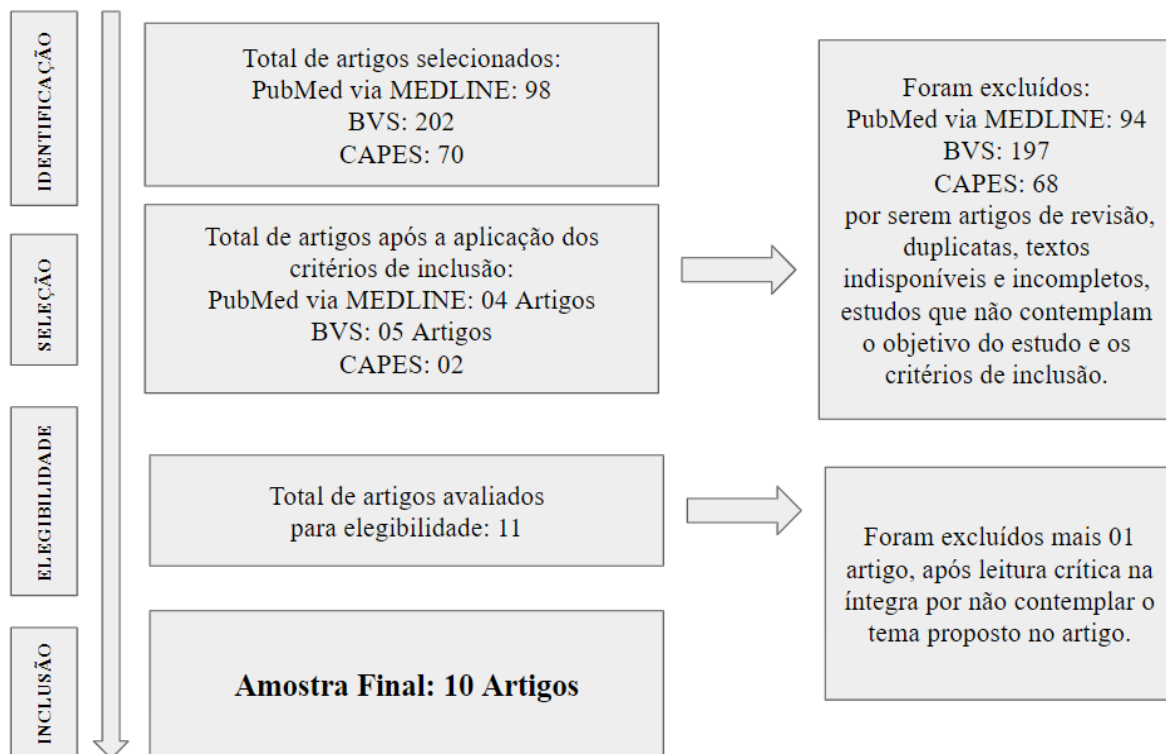 IDENTIFICAÇÃO
Total de artigos selecionados:
PubMed via MEDLINE: 98
BVS: 202
CAPES: 70
Foram excluídos:
PubMed via MEDLINE: 94
BVS: 197
CAPES: 68
por serem artigos de revisão,
duplicatas, textos
indisponíveis e incompletos,
estudos que não contemplam
o objetivo do estudo e os
critérios de inclusão.
SELEÇÃO
Total de artigos após a aplicação dos
critérios de inclusão:
PubMed via MEDLINE: 04 Artigos
BVS: 05 Artigos
CAPES: 02
ELEGIBILIDADE
Total de artigos avaliados
para elegibilidade: 11
Foram excluídos mais 01
artigo, após leitura crítica na
íntegra por não contemplar o
tema proposto no artigo.
INCLUSÃO
Amostra Final: 10 Artigos